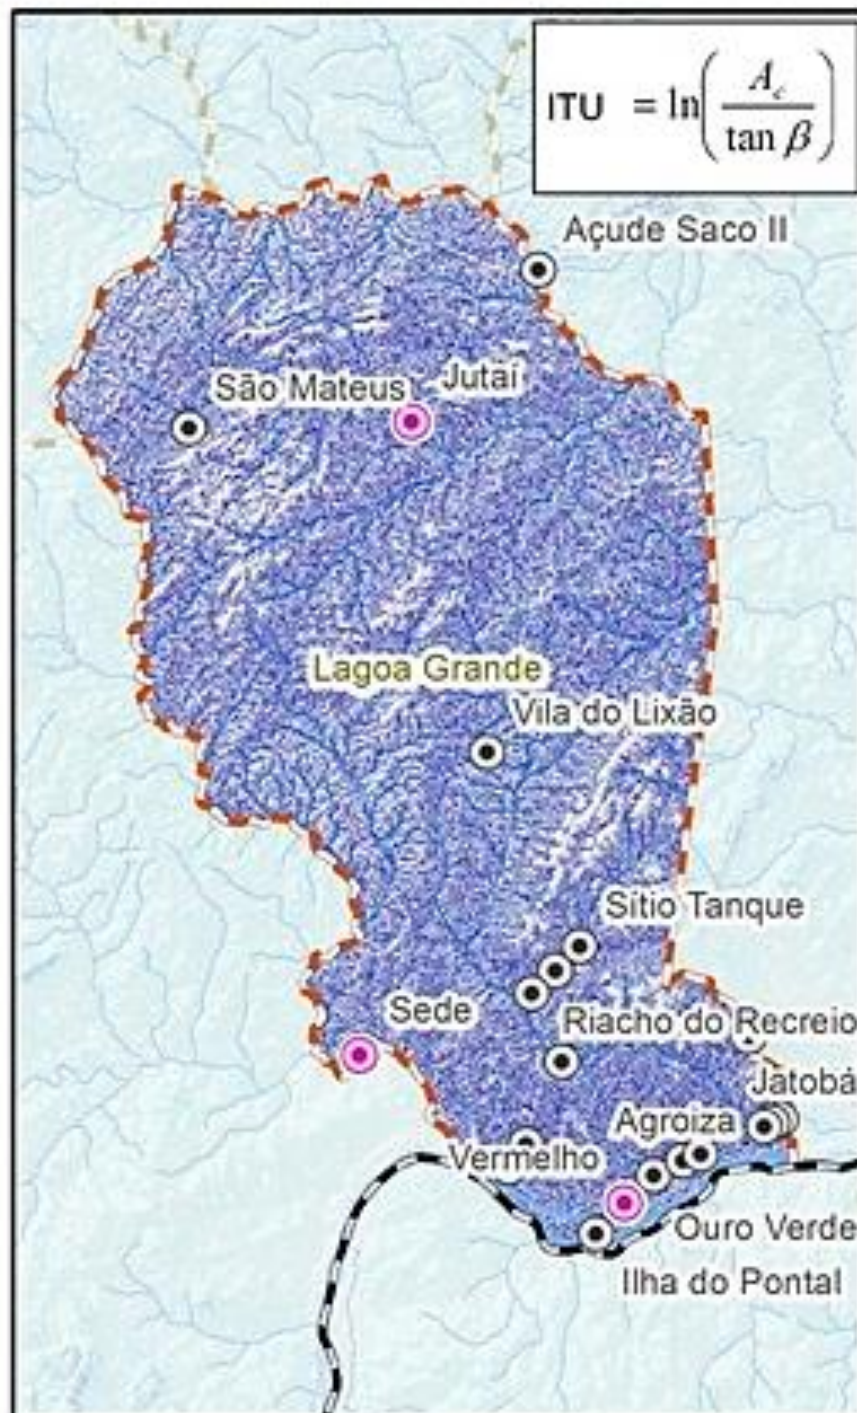 ITU = ln(A_c / tan β)
Açude Saco II
São Mateus
Jutaí
Lagoa Grande
Vila do Lixão
Sítio Tanque
Sede
Riacho do Recreio
Jatobá
Agroiza
Vermelho
Ouro Verde
Ilha do Pontal